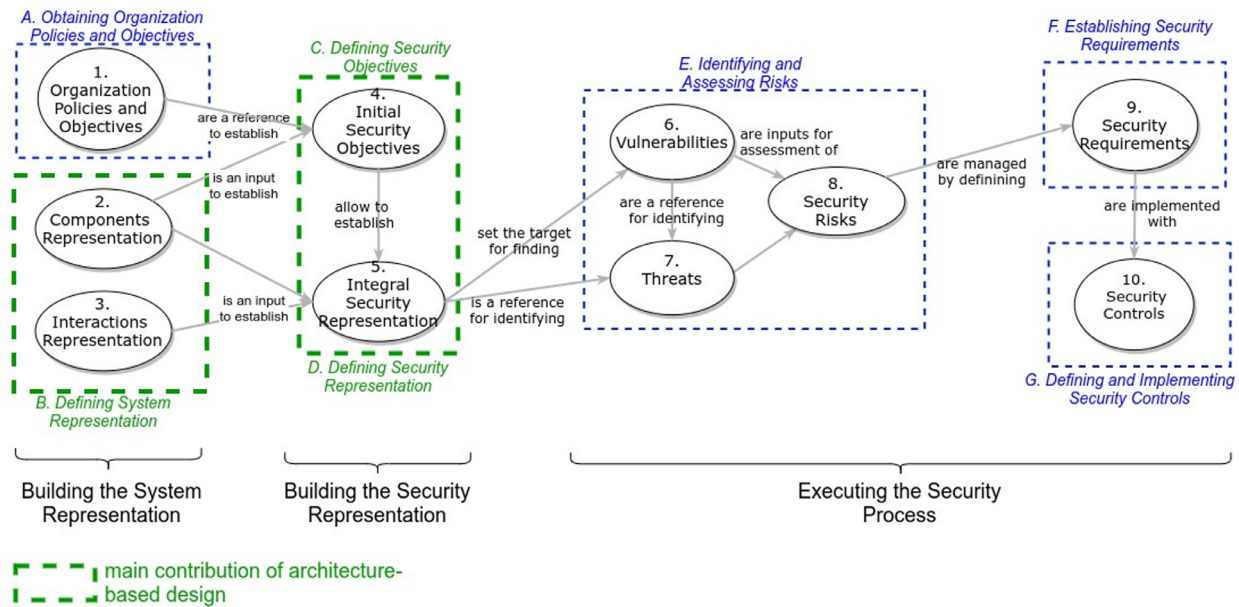 A. Obtaining Organization
Policies and Objectives
1.
Organization
Policies and
Objectives
are a reference
to establish
is an input
to establish
2.
Components
Representation
3.
Interactions
Representation
is an input
to establish
B. Defining System
Representation
C. Defining Security
Objectives
4.
Initial
Security
Objectives
allow to
establish
5.
Integral
Security
Representation
D. Defining Security
Representation
set the target
for finding
is a reference
for identifying
E. Identifying and
Assessing Risks
6.
Vulnerabilities
are inputs for
assessment of
are a reference
for identifying
7.
Threats
8.
Security
Risks
are managed
by definining
F. Establishing Security
Requirements
9.
Security
Requirements
are implemented
with
10.
Security
Controls
G. Defining and Implementing
Security Controls
Building the System
Representation
Building the Security
Representation
Executing the Security
Process
main contribution of architecture-
based design